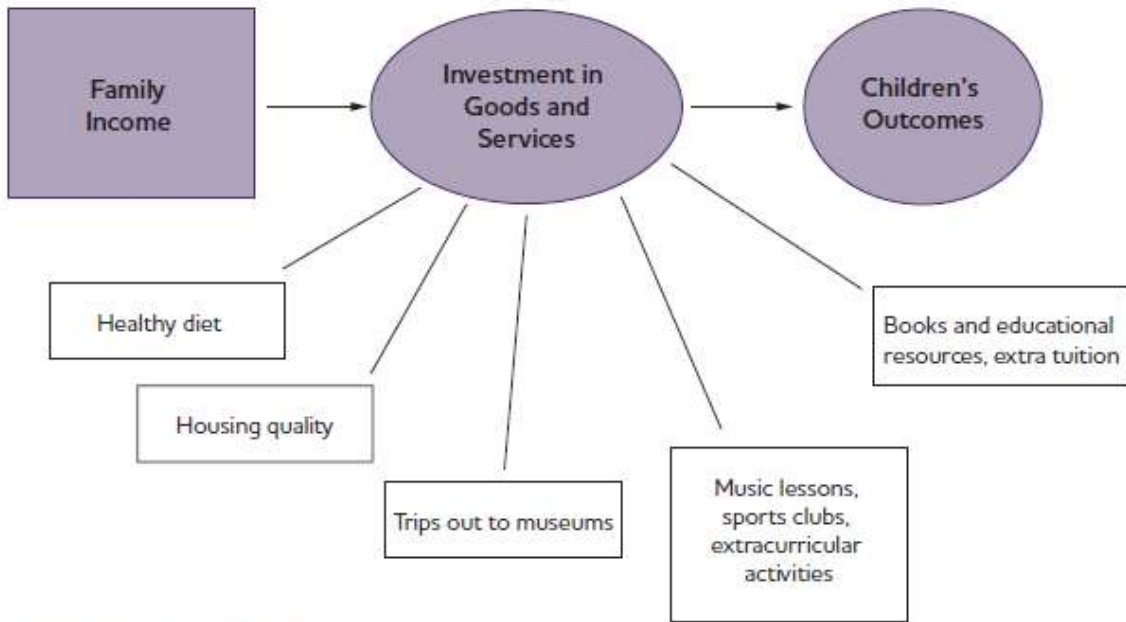 Family
Income
Investment in
Goods and
Services
Children's
Outcomes
Healthy diet
Housing quality
Trips out to museums
Music lessons,
sports clubs,
extracurricular
activities
Books and educational
resources, extra tuition